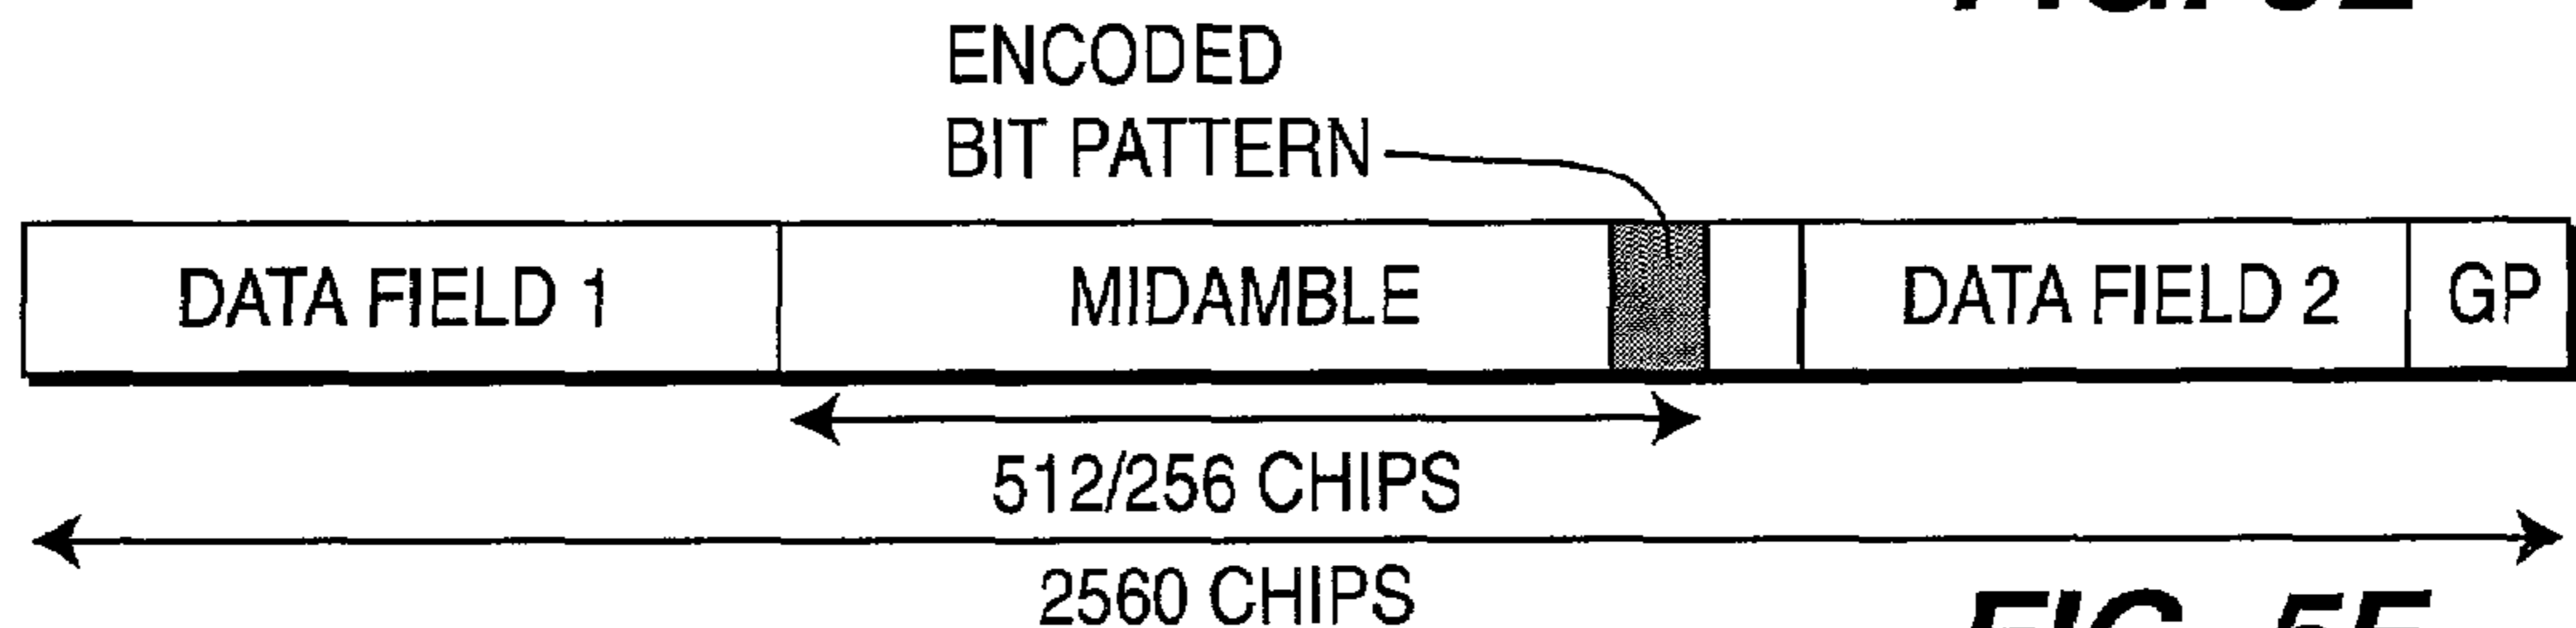 ENCODED
BIT PATTERN
DATA FIELD 1 MIDAMBLE DATA FIELD 2 GP
512/256 CHIPS
2560 CHIPS